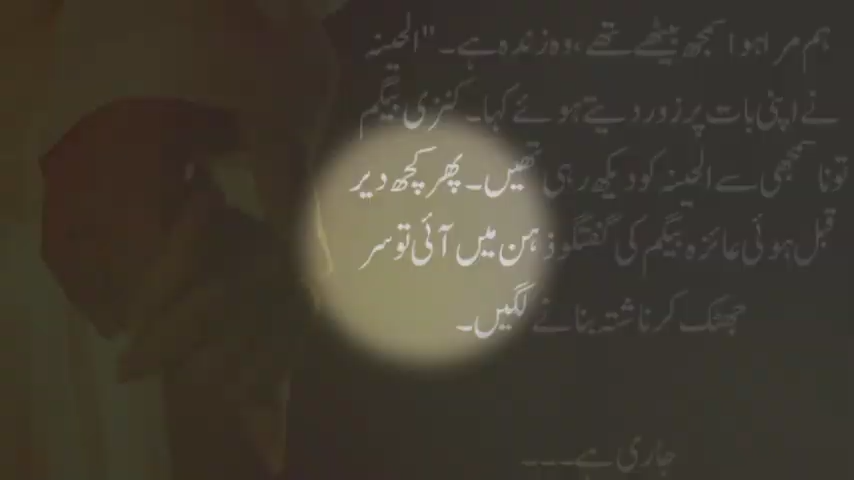 ہم مرا ہوا سمجھ بیٹھے تھے، وہ زندہ ہے۔" الحینہ
نے اپنی بات پر زور دیتے ہوئے کہا۔ کنزی بیگم
تو نا سمجھی سے الحینہ کو دیکھ رہی تھیں۔ پھر کچھ دیر
قبل ہوئی عائزہ بیگم کی گفتگو ذہن میں آئی تو سر
جھٹک کر ناشتہ بنانے لگیں۔
جاری ہے۔۔۔